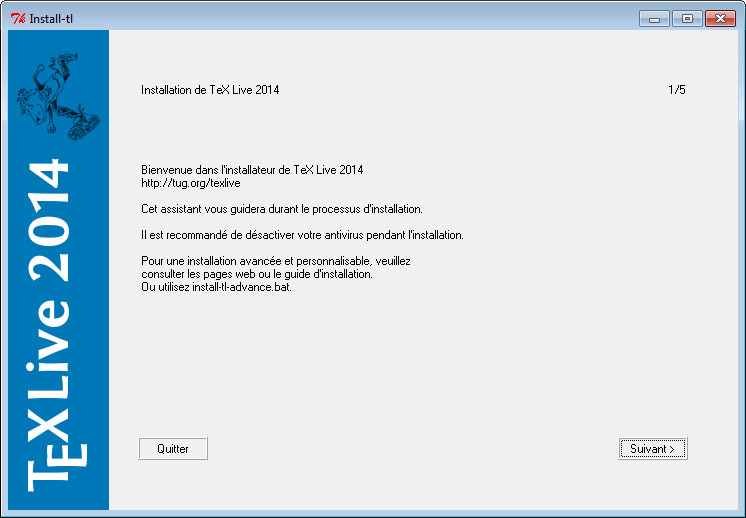 Install-tl
Installation de TeX Live 2014
1/5
Bienvenue dans l'installateur de TeX Live 2014
http://tug.org/texlive
Cet assistant vous guidera durant le processus d'installation.
Il est recommandé de désactiver votre antivirus pendant l'installation.
Pour une installation avancée et personnalisable, veuillez
consulter les pages web ou le guide d'installation.
Ou utilisez install-tl-advance.bat.
TEX Live 2014
Quitter
Suivant >